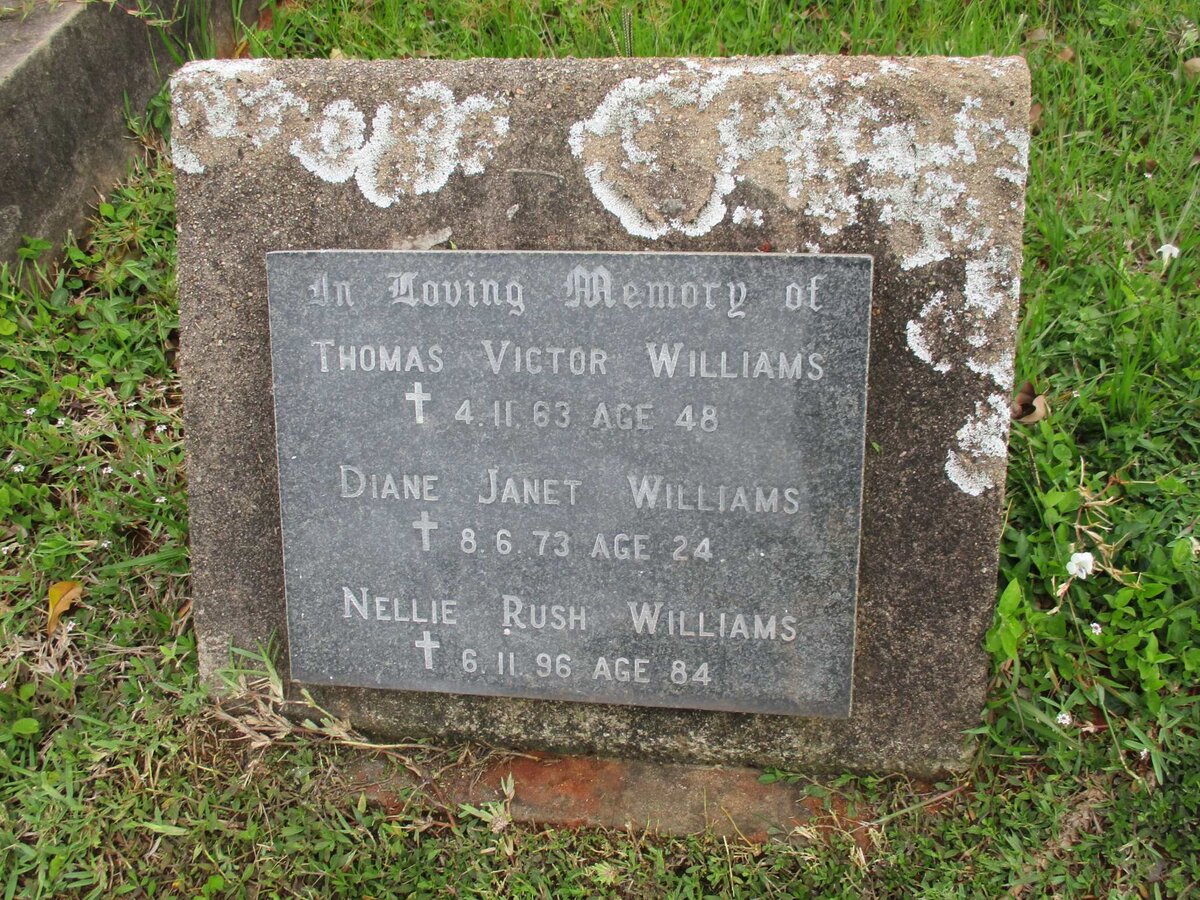 In Loving Memory of
THOMAS VICTOR WILLIAMS
✝ 4.11.63 AGE 48
DIANE JANET WILLIAMS
✝ 8.6.73 AGE 24
NELLIE RUSH WILLIAMS
✝ 6.11.96 AGE 84